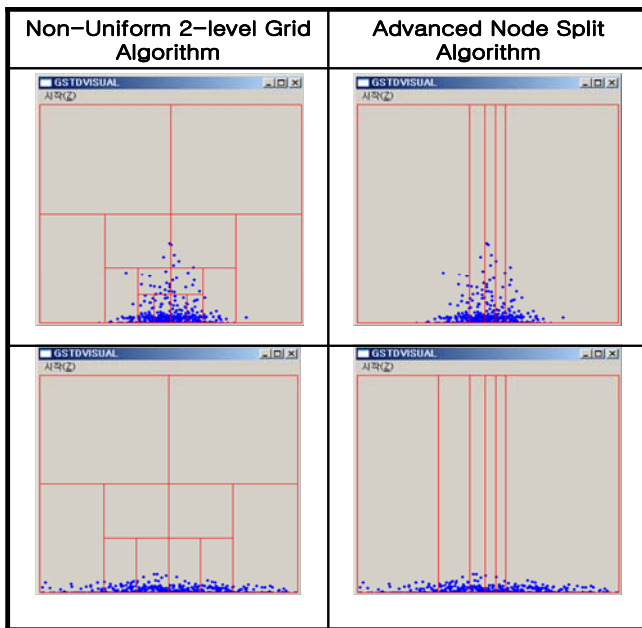 Non-Uniform 2-level Grid
Algorithm
Advanced Node Split
Algorithm
GSTDVISUAL
시작(Z)
GSTDVISUAL
시작(Z)
GSTDVISUAL
시작(Z)
GSTDVISUAL
시작(Z)